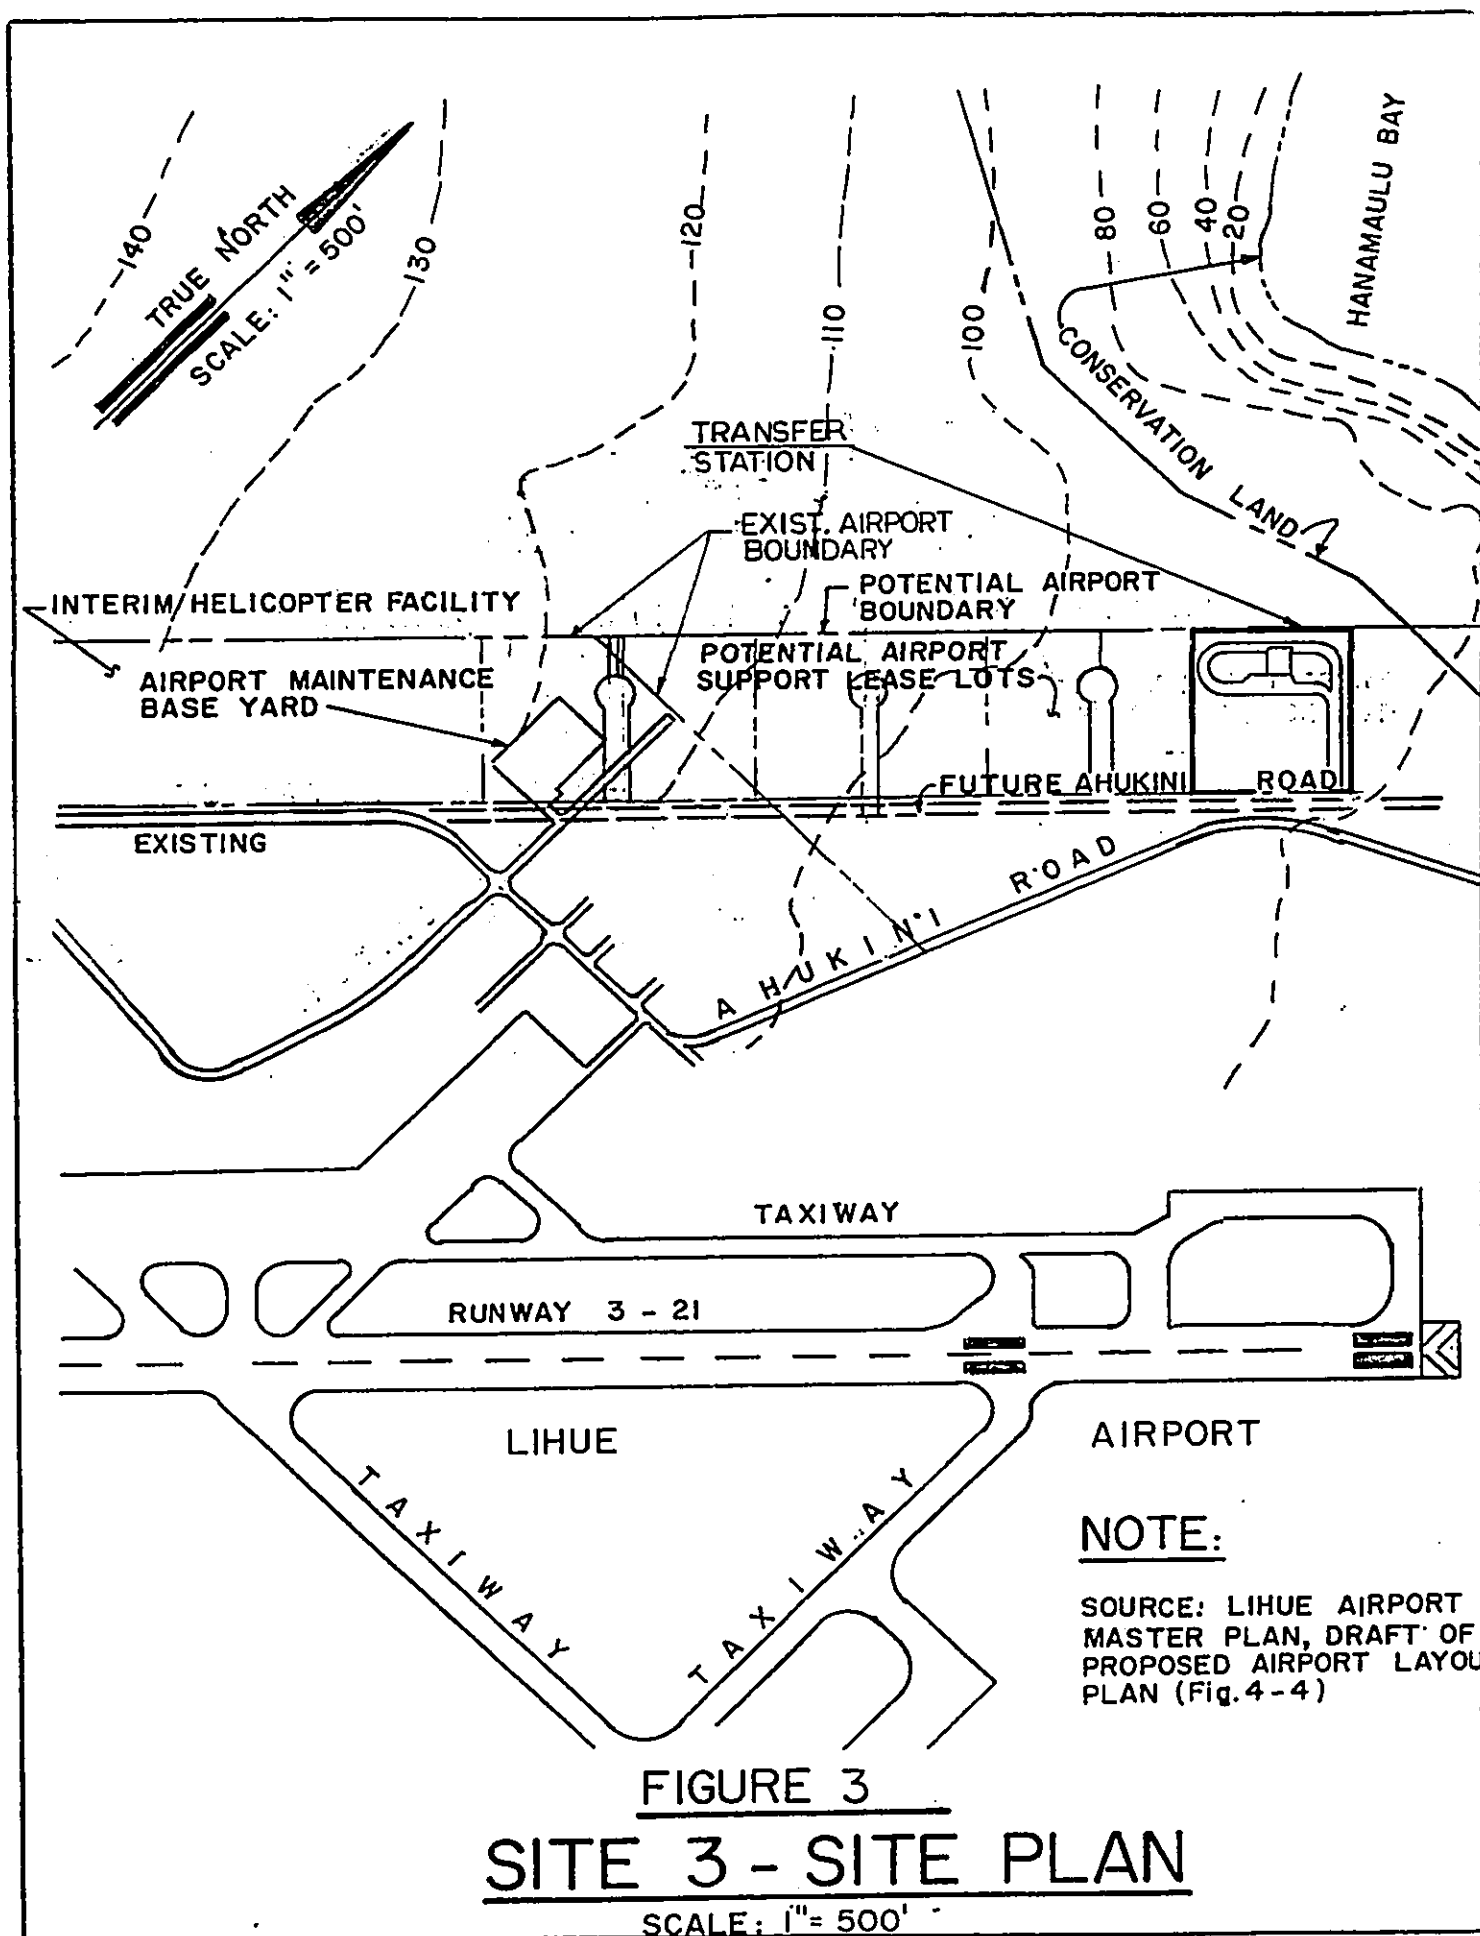 140
TRUE NORTH
SCALE: 1" = 500'
130
120
110
100
80
60
40
20
HANAMAULU BAY
CONSERVATION LAND
TRANSFER
STATION
EXIST. AIRPORT
BOUNDARY
INTERIM HELICOPTER FACILITY
POTENTIAL AIRPORT
BOUNDARY
AIRPORT MAINTENANCE
BASE YARD
POTENTIAL AIRPORT
SUPPORT LEASE LOTS
FUTURE AHUKINI ROAD
EXISTING
AHUKINI ROAD
TAXIWAY
RUNWAY 3 - 21
LIHUE AIRPORT
TAXIWAY
TAXIWAY
NOTE:
SOURCE: LIHUE AIRPORT
MASTER PLAN, DRAFT OF
PROPOSED AIRPORT LAYOU
PLAN (Fig. 4-4)
FIGURE 3
SITE 3 - SITE PLAN
SCALE: 1" = 500'